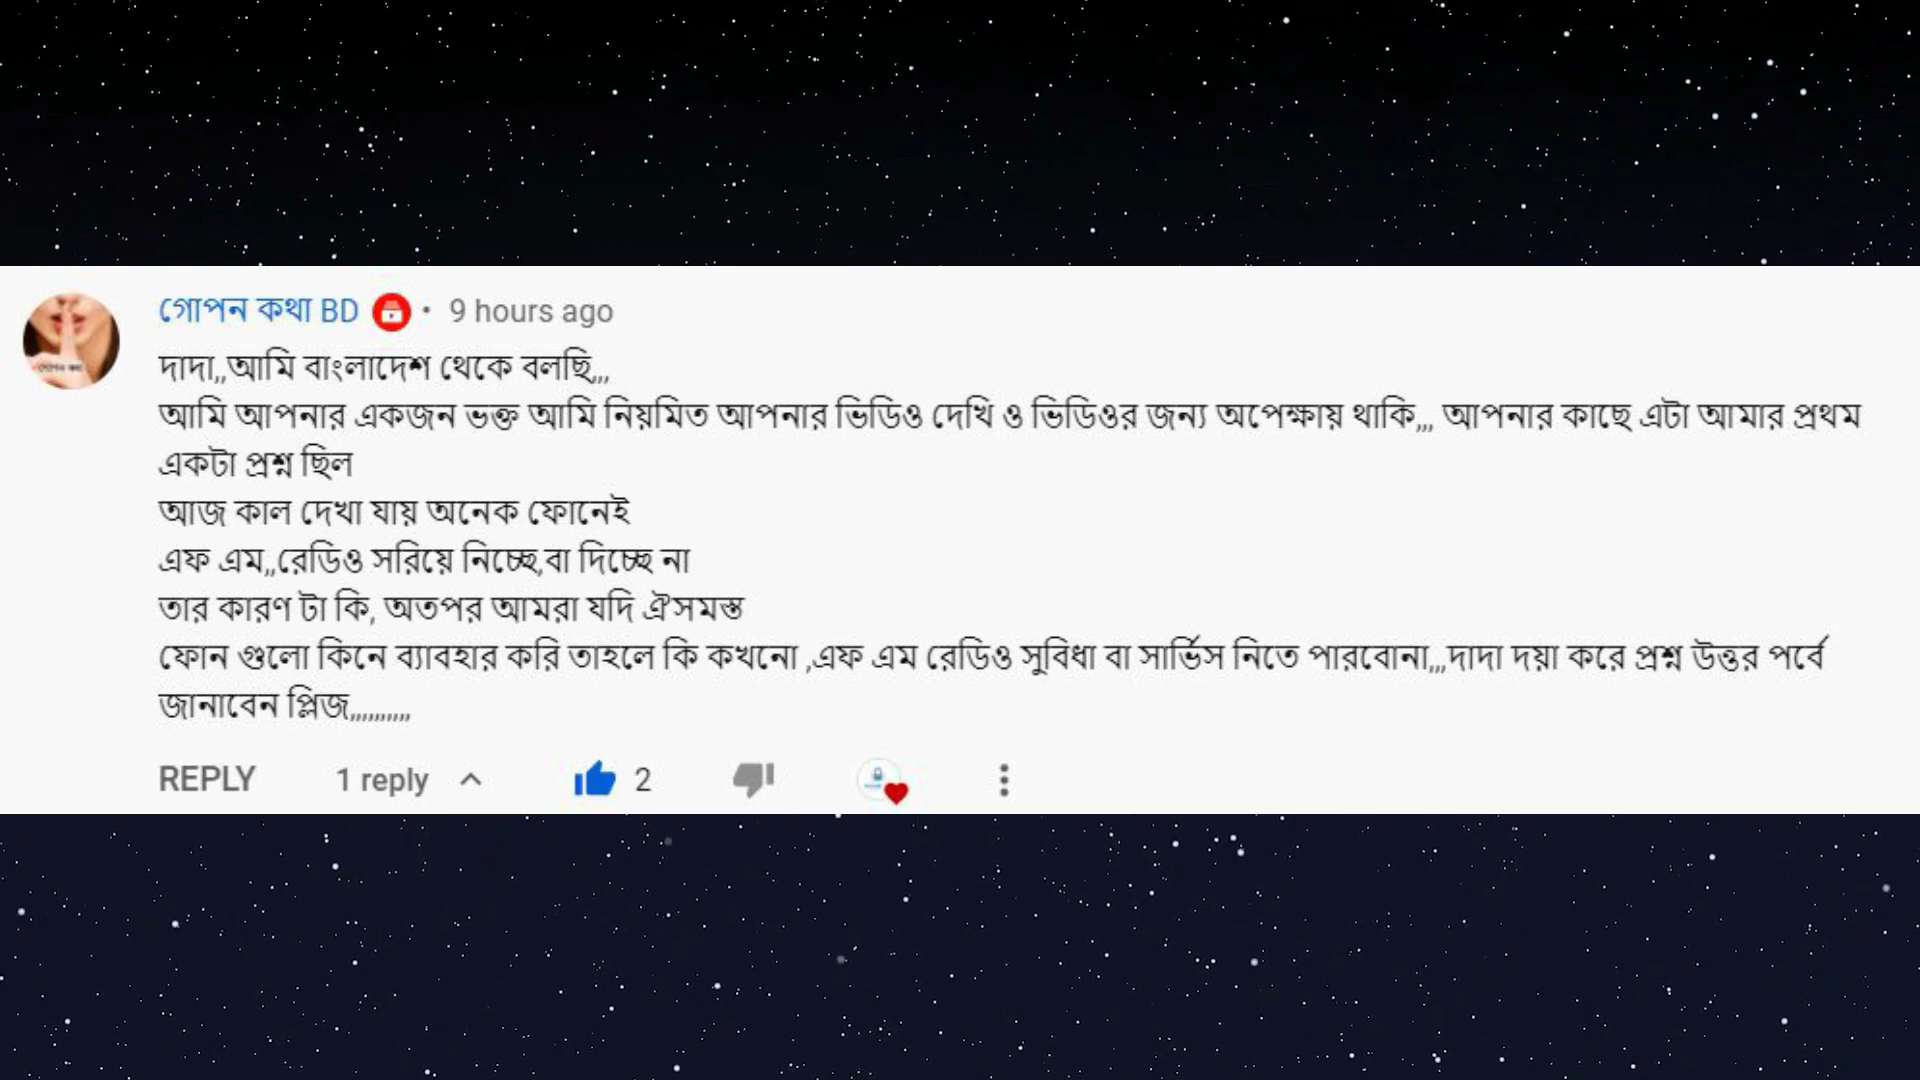 গোপন কথা BD • 9 hours ago
দাদা,,আমি বাংলাদেশ থেকে বলছি,,,
আমি আপনার একজন ভক্ত আমি নিয়মিত আপনার ভিডিও দেখি ও ভিডিওর জন্য অপেক্ষায় থাকি,,, আপনার কাছে এটা আমার প্রথম
একটা প্রশ্ন ছিল
আজ কাল দেখা যায় অনেক ফোনেই
এফ এম,,রেডিও সরিয়ে নিচ্ছে,বা দিচ্ছে না
তার কারণ টা কি, অতপর আমরা যদি ঐসমস্ত
ফোন গুলো কিনে ব্যাবহার করি তাহলে কি কখনো ,এফ এম রেডিও সুবিধা বা সার্ভিস নিতে পারবোনা,,,দাদা দয়া করে প্রশ্ন উত্তর পর্বে
জানাবেন প্লিজ,,,,,,,,,,
REPLY 1 reply 2